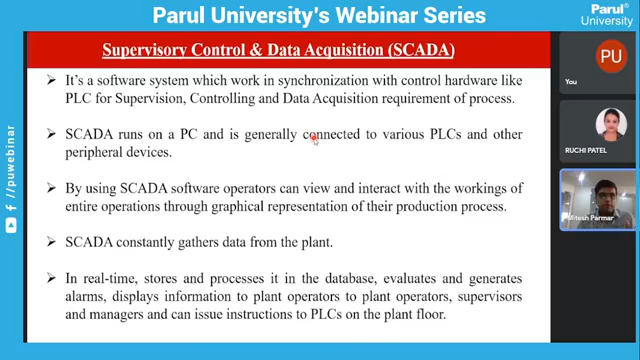 Parul University's Webinar Series
Parul®
University
Supervisory Control & Data Acquisition (SCADA)
It's a software system which work in synchronization with control hardware like
PLC for Supervision, Controlling and Data Acquisition requirement of process.
SCADA runs on a PC and is generally connected to various PLCs and other
peripheral devices.
By using SCADA software operators can view and interact with the workings of
entire operations through graphical representation of their production process.
SCADA constantly gathers data from the plant.
In real-time, stores and processes it in the database, evaluates and generates
alarms, displays information to plant operators to plant operators, supervisors
and managers and can issue instructions to PLCs on the plant floor.
PU
You
RUCHI PATEL
Mitesh Parmar
/puwebinar